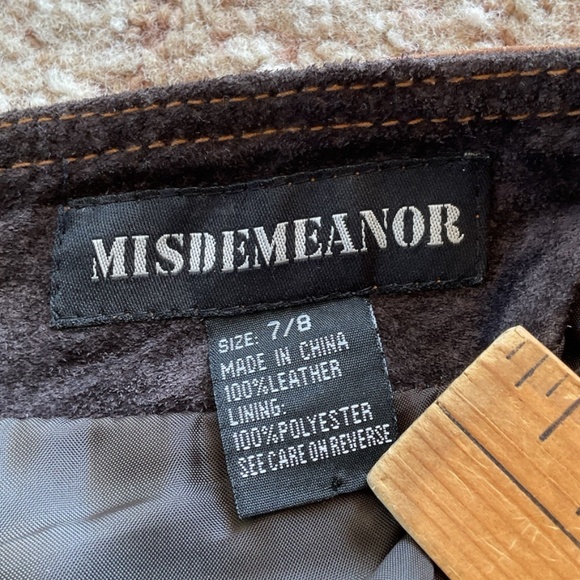 MISDEMEANOR
SIZE: 7/8
MADE IN CHINA
100%LEATHER
LINING:
100%POLYESTER
SEE CARE ON REVERSE